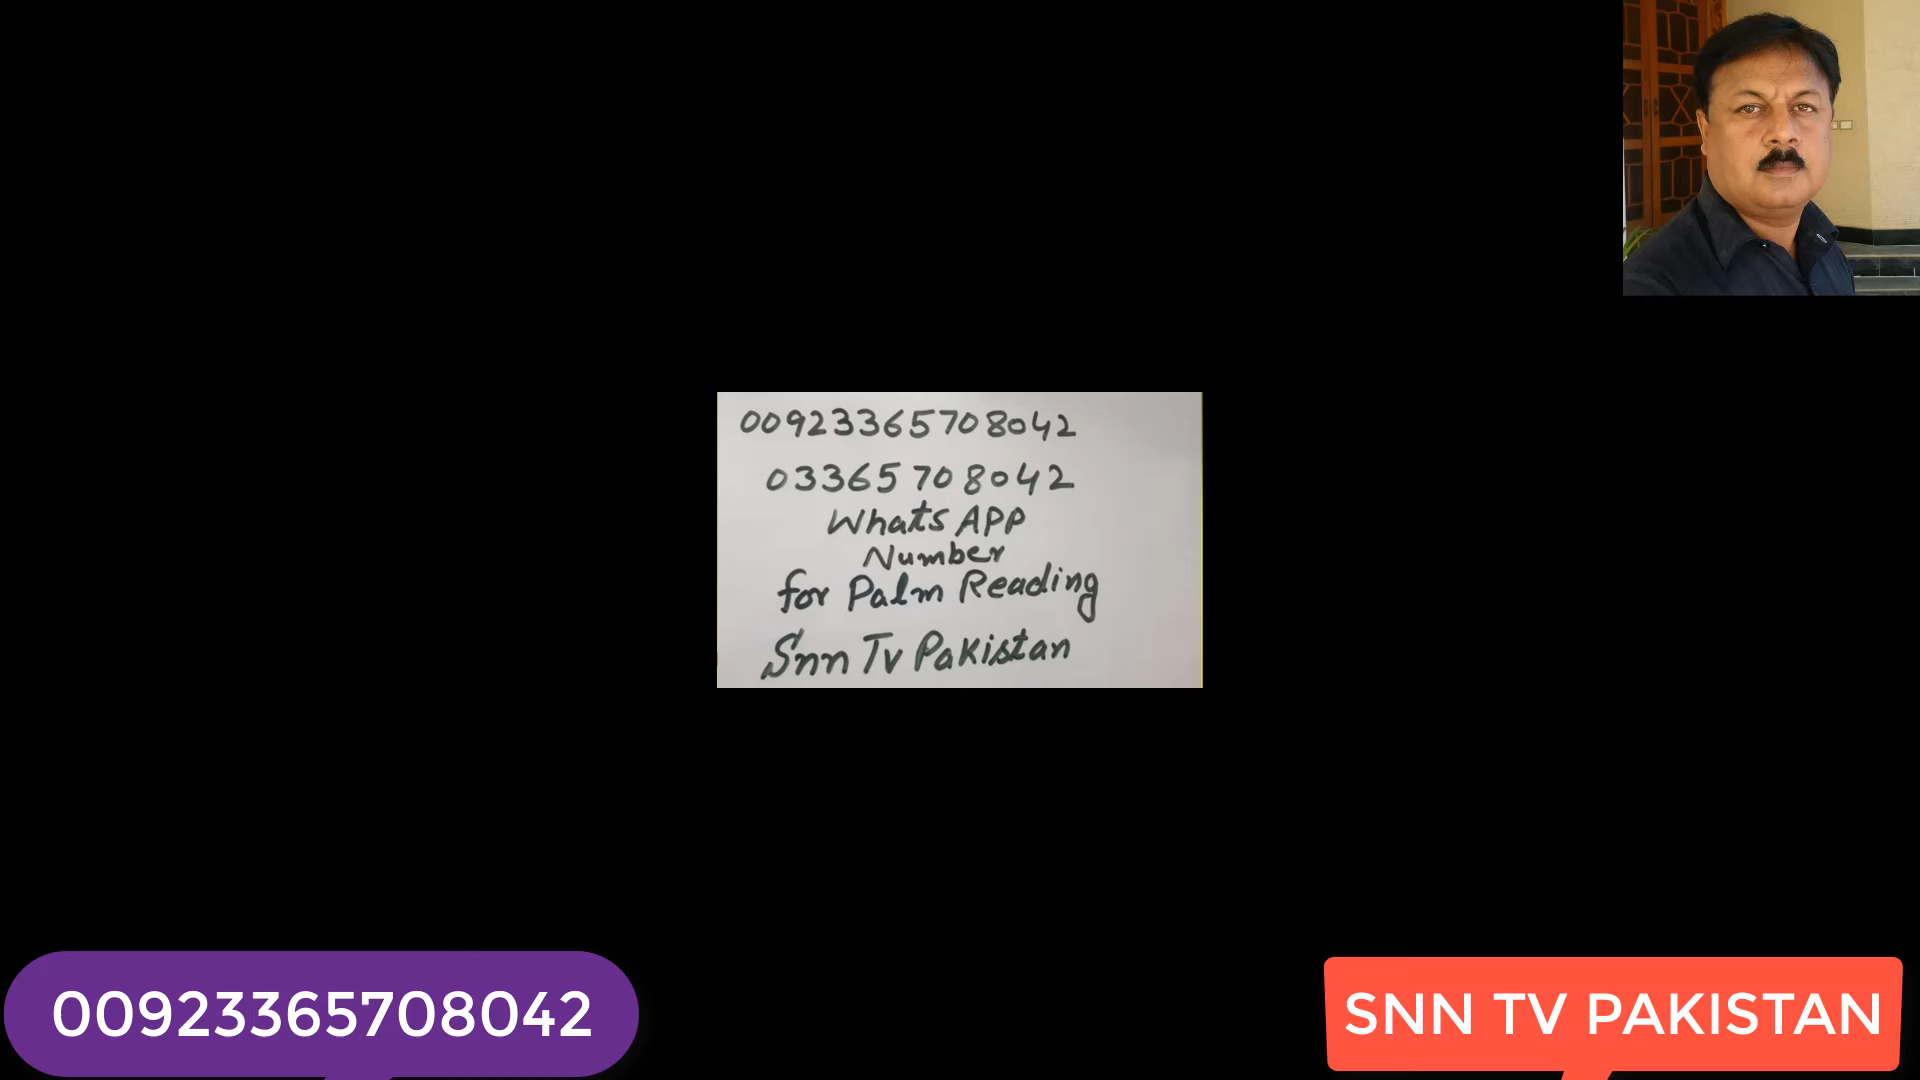 00923365708042
03365708042
Whats APP
Number
for Palm Reading
Snn Tv Pakistan
00923365708042
SNN TV PAKISTAN